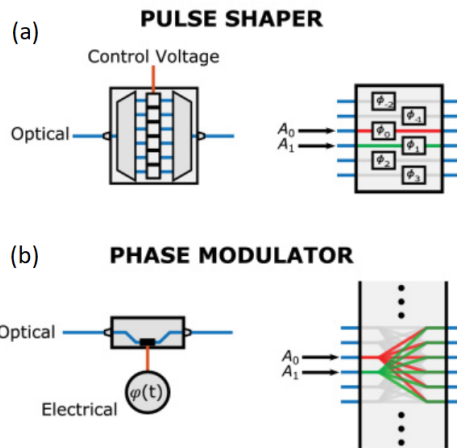 (a)
PULSE SHAPER
Control Voltage
Optical
A₀
A₁
ϕ₋₂
ϕ₋₁
ϕ₀
ϕ₁
ϕ₂
ϕ₃
(b)
PHASE MODULATOR
Optical
φ(t)
Electrical
A₀
A₁